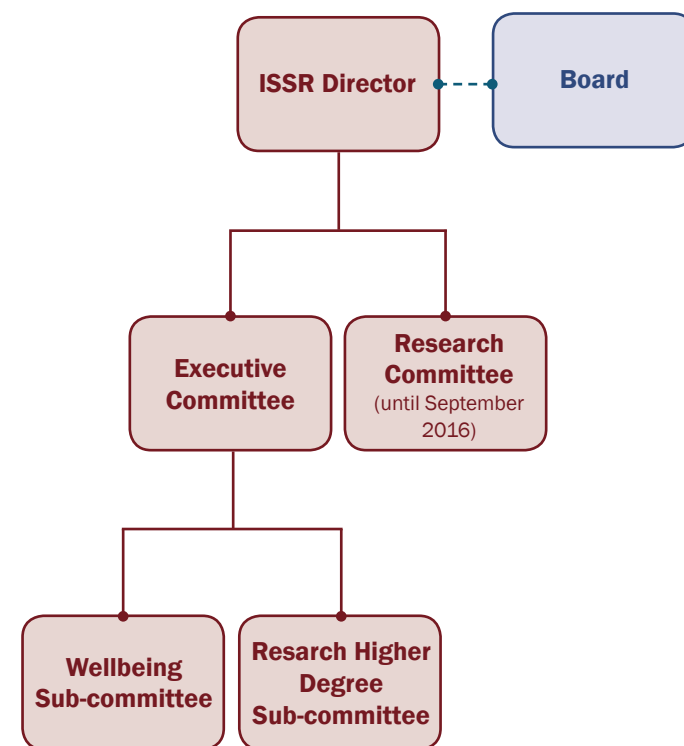 ISSR Director
Board
Executive
Committee
Research
Committee
(until September
2016)
Wellbeing
Sub-committee
Resarch Higher
Degree
Sub-committee